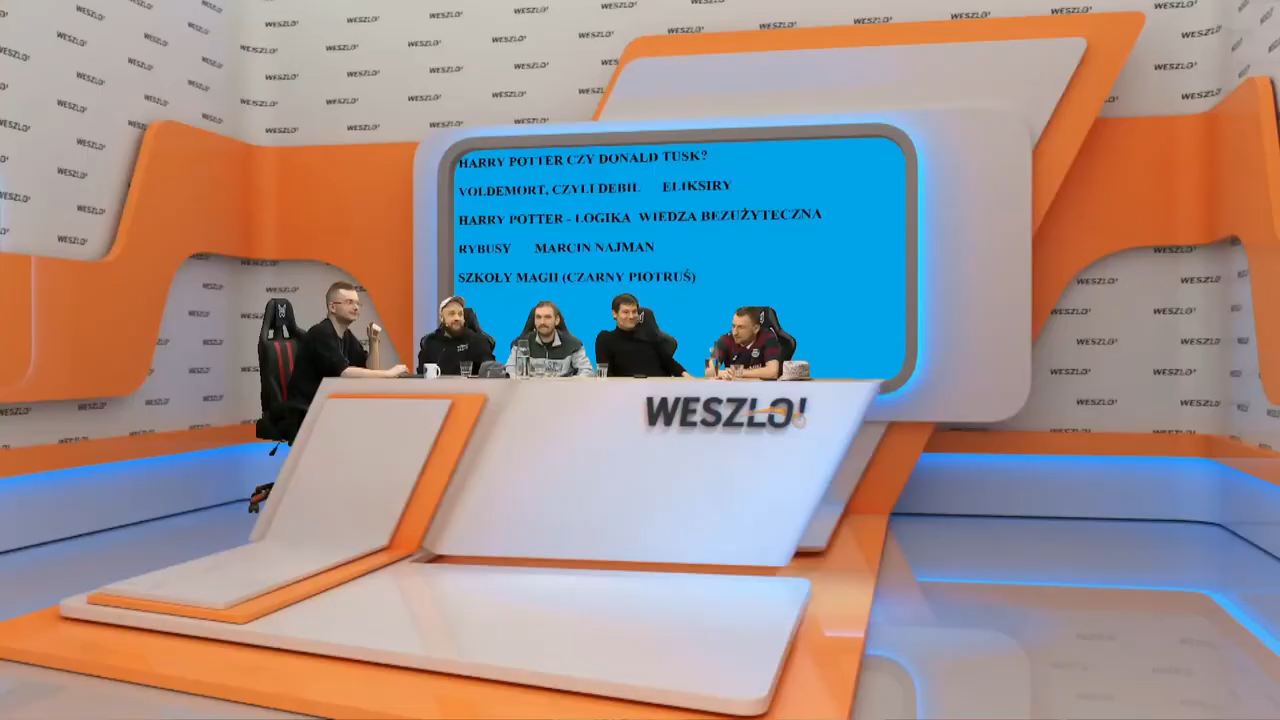 HARRY POTTER CZY DONALD TUSK?
VOLDEMORT, CZYLI DEBIL ELIKSIRY
HARRY POTTER - LOGIKA WIEDZA BEZUŻYTECZNA
RYBUSY MARCIN NAJMAN
SZKOŁY MAGII (CZARNY PIOTRUŚ)
WESZŁO!